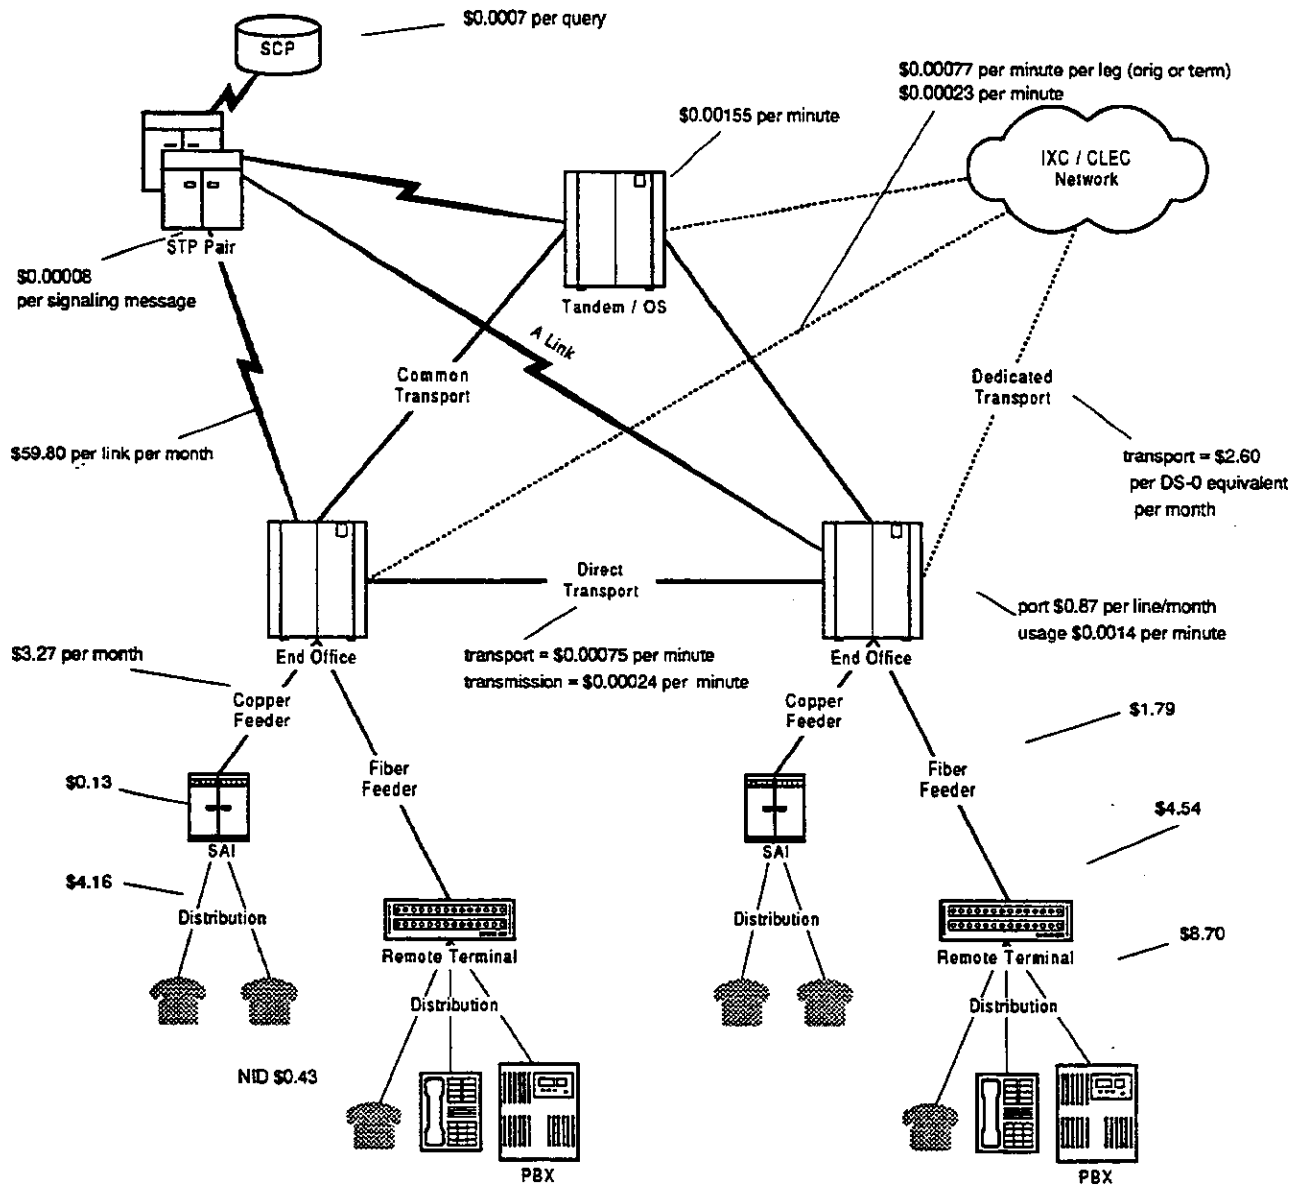 $0.0007 per query
SCP
$0.00077 per minute per leg (orig or term)
$0.00023 per minute
$0.00155 per minute
IXC / CLEC
Network
STP Pair
$0.00008
per signaling message
Tandem / OS
A Link
Common
Transport
Dedicated
Transport
$59.80 per link per month
transport = $2.60
per DS-0 equivalent
per month
Direct
Transport
port $0.87 per line/month
usage $0.0014 per minute
End Office
End Office
$3.27 per month
transport = $0.00075 per minute
transmission = $0.00024 per minute
Copper
Feeder
Copper
Feeder
$1.79
Fiber
Feeder
Fiber
Feeder
$0.13
$4.54
SAI
SAI
$4.16
Distribution
Distribution
$8.70
Remote Terminal
Remote Terminal
Distribution
Distribution
NID $0.43
PBX
PBX